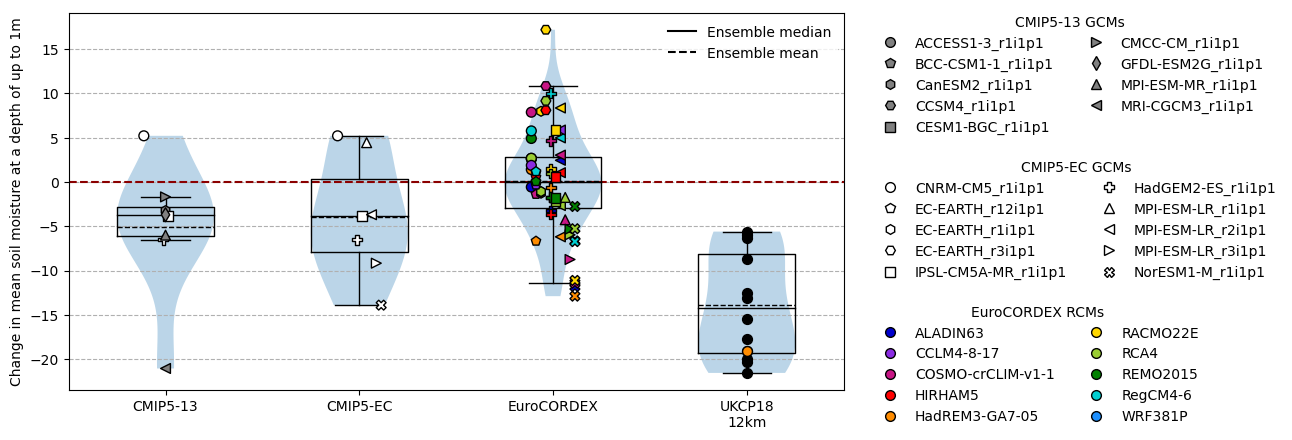 Change in mean soil moisture at a depth of up to 1m
15
10
5
0
−5
−10
−15
−20
Ensemble median
Ensemble mean
CMIP5-13
CMIP5-EC
EuroCORDEX
UKCP18
12km
CMIP5-13 GCMs
ACCESS1-3_r1i1p1
BCC-CSM1-1_r1i1p1
CanESM2_r1i1p1
CCSM4_r1i1p1
CESM1-BGC_r1i1p1
CMCC-CM_r1i1p1
GFDL-ESM2G_r1i1p1
MPI-ESM-MR_r1i1p1
MRI-CGCM3_r1i1p1
CMIP5-EC GCMs
CNRM-CM5_r1i1p1
EC-EARTH_r12i1p1
EC-EARTH_r1i1p1
EC-EARTH_r3i1p1
IPSL-CM5A-MR_r1i1p1
HadGEM2-ES_r1i1p1
MPI-ESM-LR_r1i1p1
MPI-ESM-LR_r2i1p1
MPI-ESM-LR_r3i1p1
NorESM1-M_r1i1p1
EuroCORDEX RCMs
ALADIN63
CCLM4-8-17
COSMO-crCLIM-v1-1
HIRHAM5
HadREM3-GA7-05
RACMO22E
RCA4
REMO2015
RegCM4-6
WRF381P